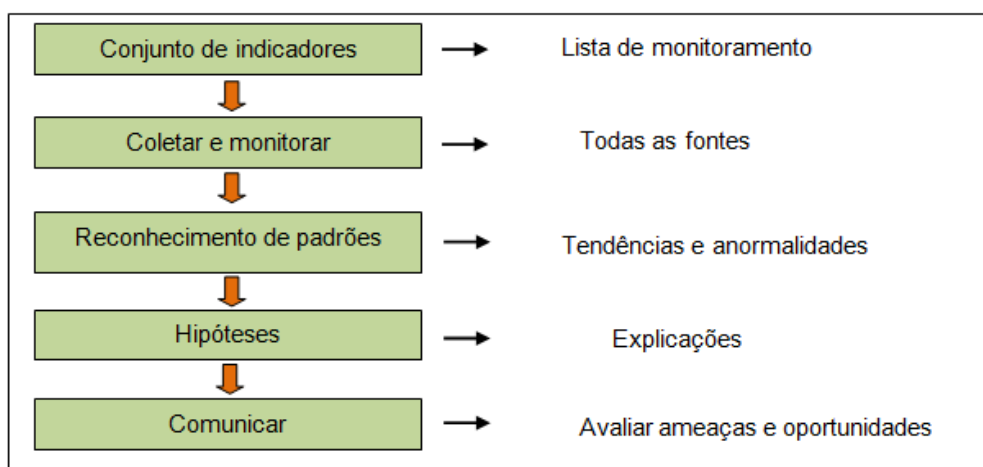 Conjunto de indicadores
Lista de monitoramento
Coletar e monitorar
Todas as fontes
Reconhecimento de padrões
Tendências e anormalidades
Hipóteses
Explicações
Comunicar
Avaliar ameaças e oportunidades